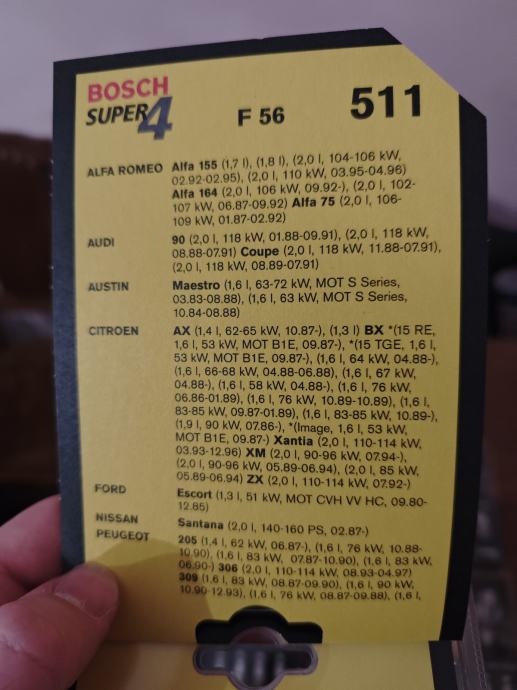 BOSCH
SUPER 4
F 56
511
ALFA ROMEO Alfa 155 (1,7 l), (1,8 l), (2,0 l, 104-106 kW,
02.92-02.95), (2,0 l, 110 kW, 03.95-04.96)
Alfa 164 (2,0 l, 106 kW, 09.92-), (2,0 l, 102-
107 kW, 06.87-09.92) Alfa 75 (2,0 l, 106-
109 kW, 01.87-02.92)
AUDI 90 (2,0 l, 118 kW, 01.88-09.91), (2,0 l, 118 kW,
08.88-07.91) Coupe (2,0 l, 118 kW, 11.88-07.91),
(2,0 l, 118 kW, 08.89-07.91)
AUSTIN Maestro (1,6 l, 63-72 kW, MOT S Series,
03.83-08.88), (1,6 l, 63 kW, MOT S Series,
10.84-08.88)
CITROEN AX (1,4 l, 62-65 kW, 10.87-), (1,3 l) BX *(15 RE,
1,6 l, 53 kW, MOT B1E, 09.87-), *(15 TGE, 1,6 l,
53 kW, MOT B1E, 09.87-), (1,6 l, 64 kW, 04.88-),
(1,6 l, 66-68 kW, 04.88-06.88), (1,6 l, 67 kW,
04.88-), (1,6 l, 58 kW, 04.88-), (1,6 l, 76 kW,
06.86-01.89), (1,6 l, 76 kW, 10.89-10.89), (1,6 l,
83-85 kW, 09.87-01.89), (1,6 l, 83-85 kW, 10.89-),
(1,9 l, 90 kW, 07.86-), *(Image, 1,6 l, 53 kW,
MOT B1E, 09.87-) Xantia (2,0 l, 110-114 kW,
03.93-12.96) XM (2,0 l, 90-96 kW, 07.94-),
(2,0 l, 90-96 kW, 05.89-06.94), (2,0 l, 85 kW,
05.89-06.94) ZX (2,0 l, 110-114 kW, 07.92-)
FORD Escort (1,3 l, 51 kW, MOT CVH VV HC, 09.80-
12.85)
NISSAN Santana (2,0 l, 140-160 PS, 02.87-)
PEUGEOT 205 (1,4 l, 62 kW, 06.87-), (1,6 l, 76 kW, 10.88-
10.90), (1,6 l, 83 kW, 07.87-10.90), (1,6 l, 83 kW,
06.90-) 306 (2,0 l, 110-114 kW, 08.93-04.97)
309 (1,6 l, 83 kW, 08.87-09.90), (1,6 l, 90 kW,
10.90-12.93), (1,6 l, 76 kW, 08.87-09.88), (1,6 l,